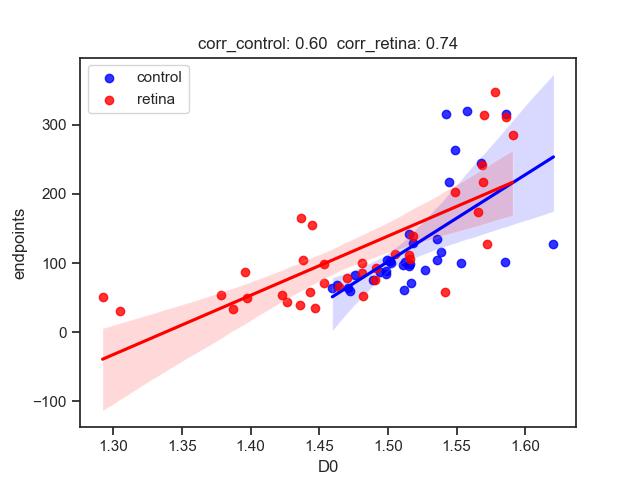 corr_control: 0.60  corr_retina: 0.74
control
retina
endpoints
300
200
100
0
−100
1.30 1.35 1.40 1.45 1.50 1.55 1.60
D0